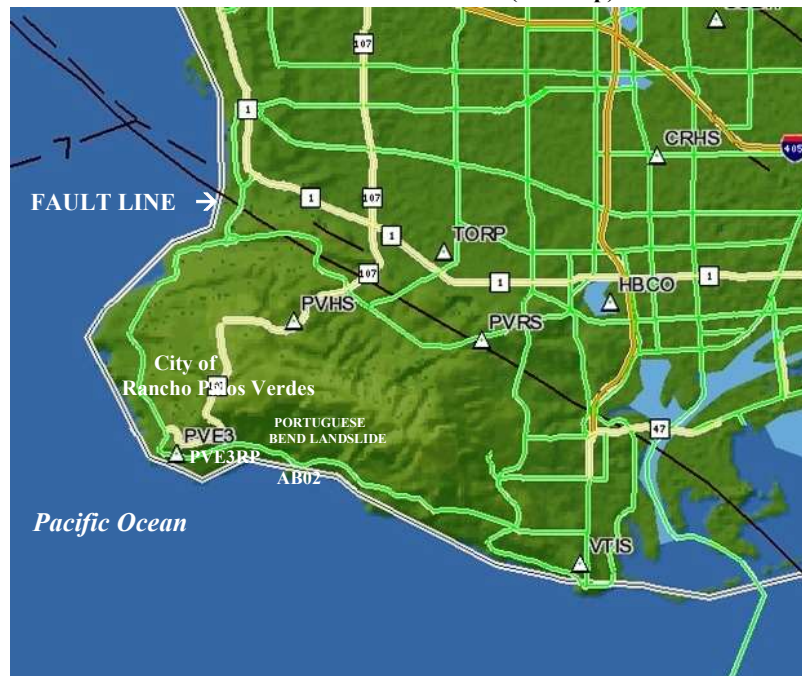 107
CRHS
405
1
FAULT LINE →
1
107
1
TORP
107
1
1
HBCO
PVHS
PVRS
City of
Rancho Palos Verdes
PORTUGUESE
BEND LANDSLIDE
47
PVE3
PVE3RP
AB02
Pacific Ocean
VTIS